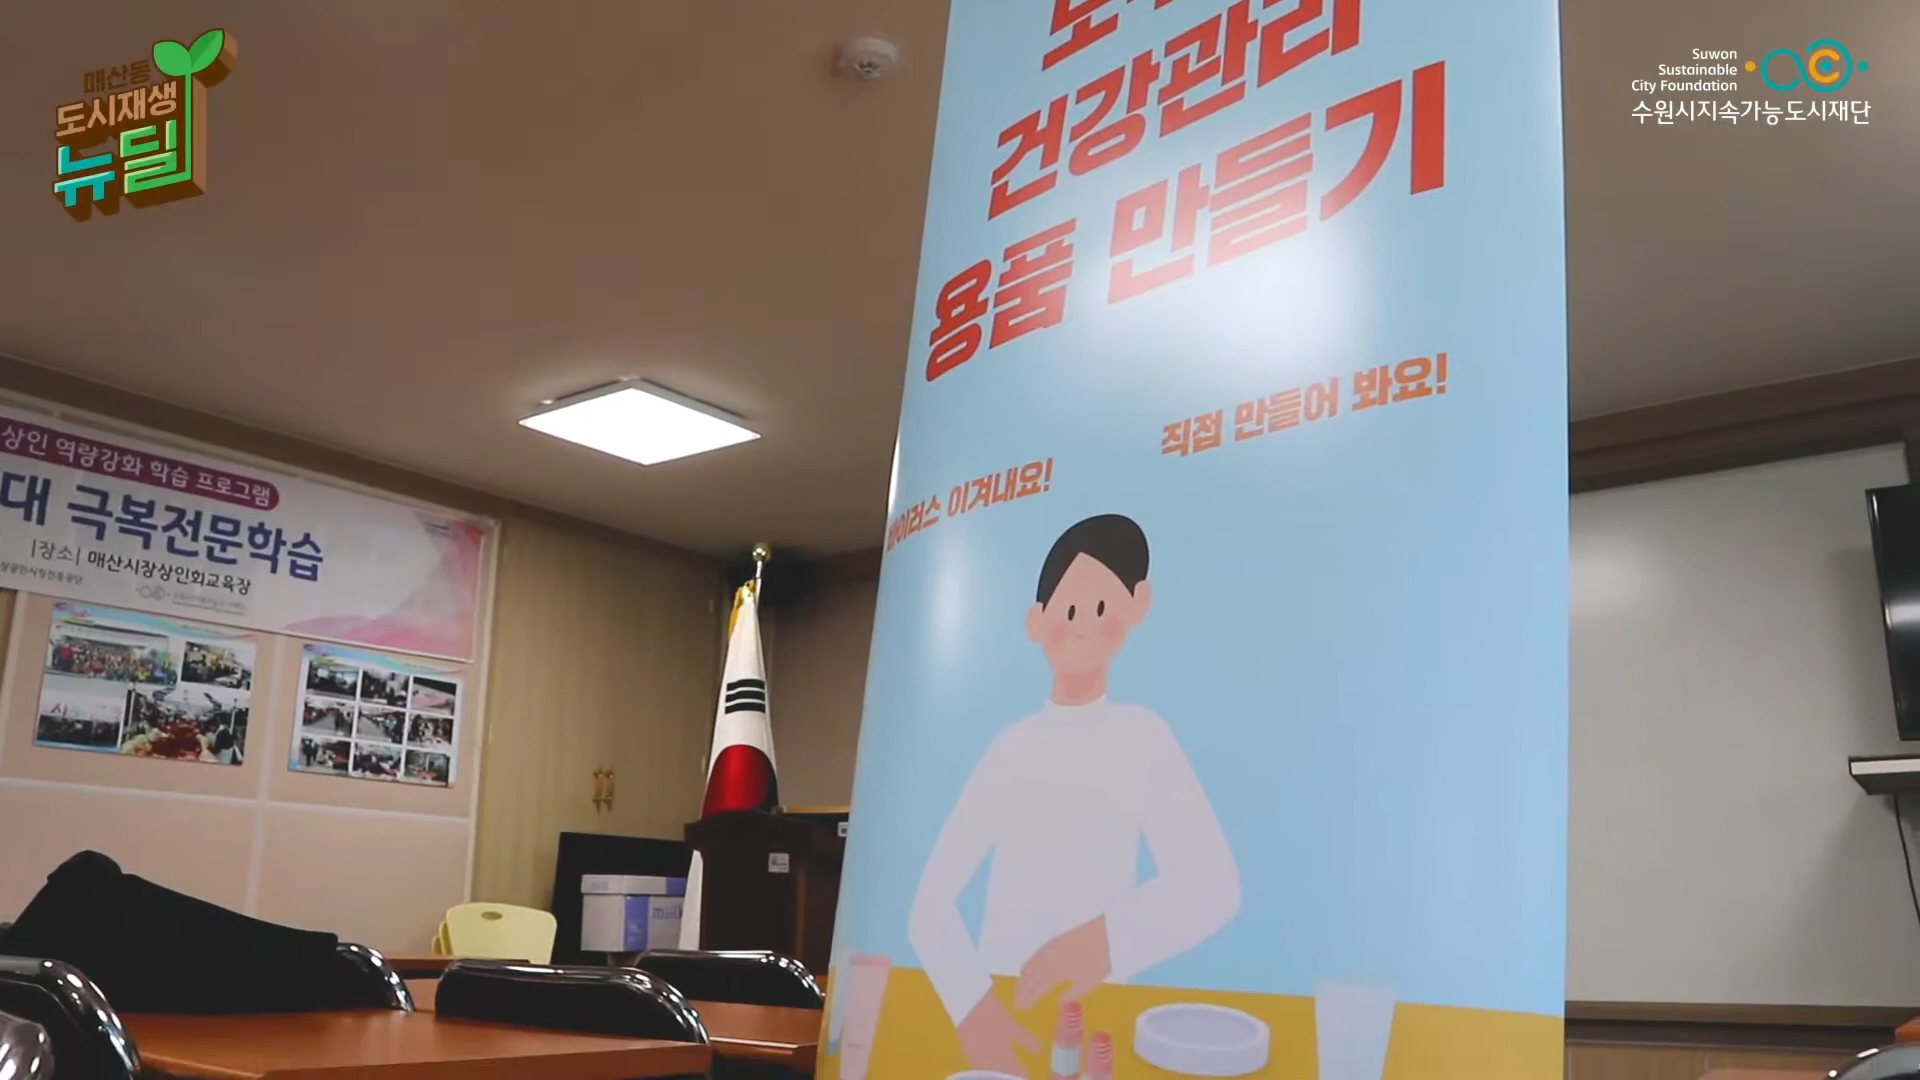 매산동
도시재생
뉴딜
Suwon
Sustainable
City Foundation
수원시지속가능도시재단
건강관리
용품 만들기
직접 만들어 봐요!
이겨내요!
상인 역량강화 학습 프로그램
대 극복전문학습
|장소| 매산시장상인회교육장
milk